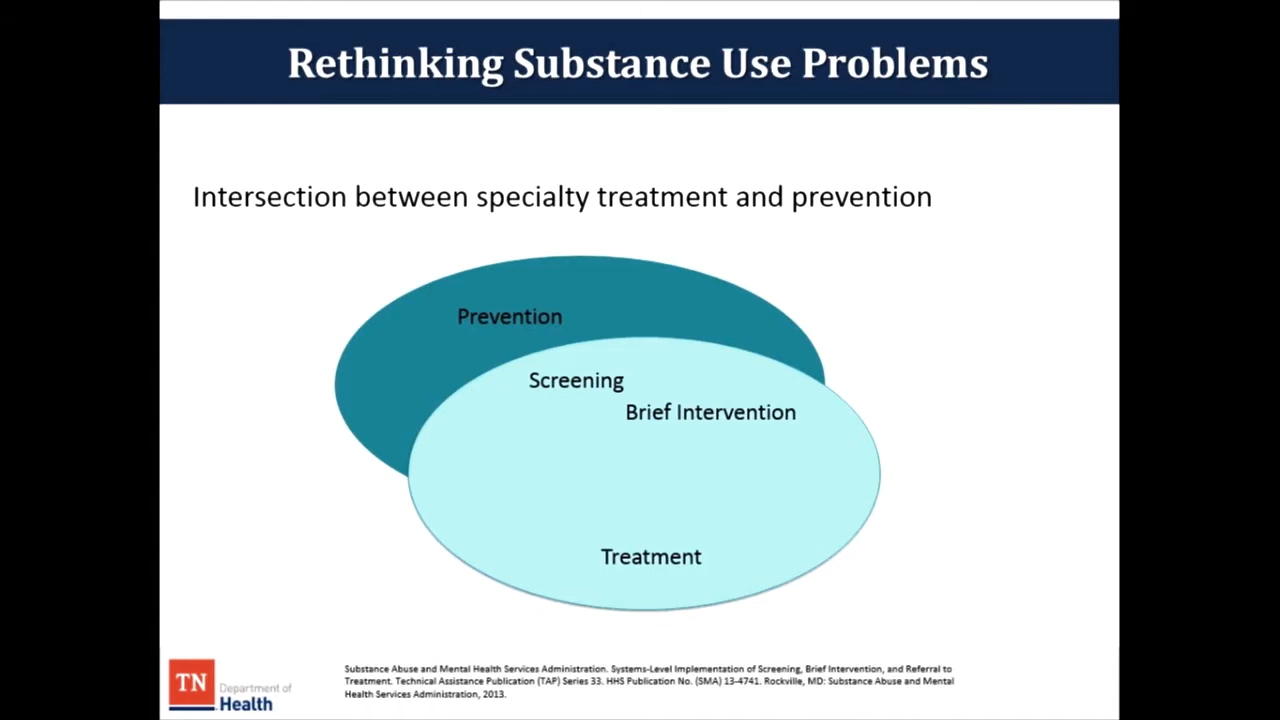 Rethinking Substance Use Problems
Intersection between specialty treatment and prevention
Prevention
Screening
Brief Intervention
Treatment
TN
Department of
Health
Substance Abuse and Mental Health Services Administration. Systems-Level Implementation of Screening, Brief Intervention, and Referral to
Treatment. Technical Assistance Publication (TAP) Series 33. HHS Publication No. (SMA) 13-4741. Rockville, MD: Substance Abuse and Mental
Health Services Administration, 2013.